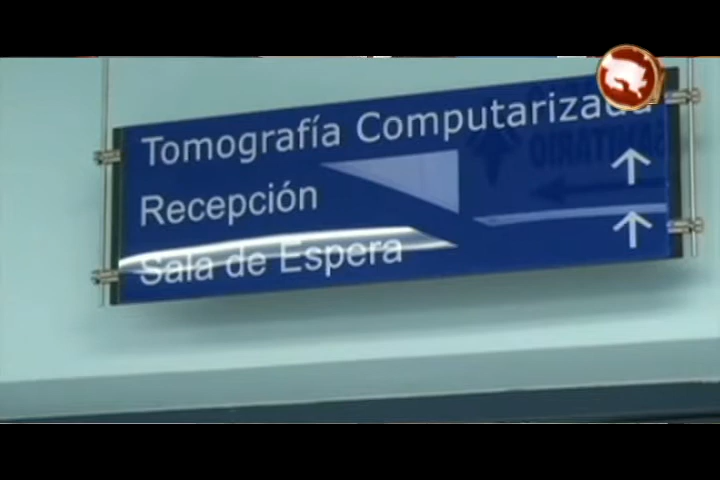 Tomografía Computarizada
Recepción ↑
Sala de Espera ↑